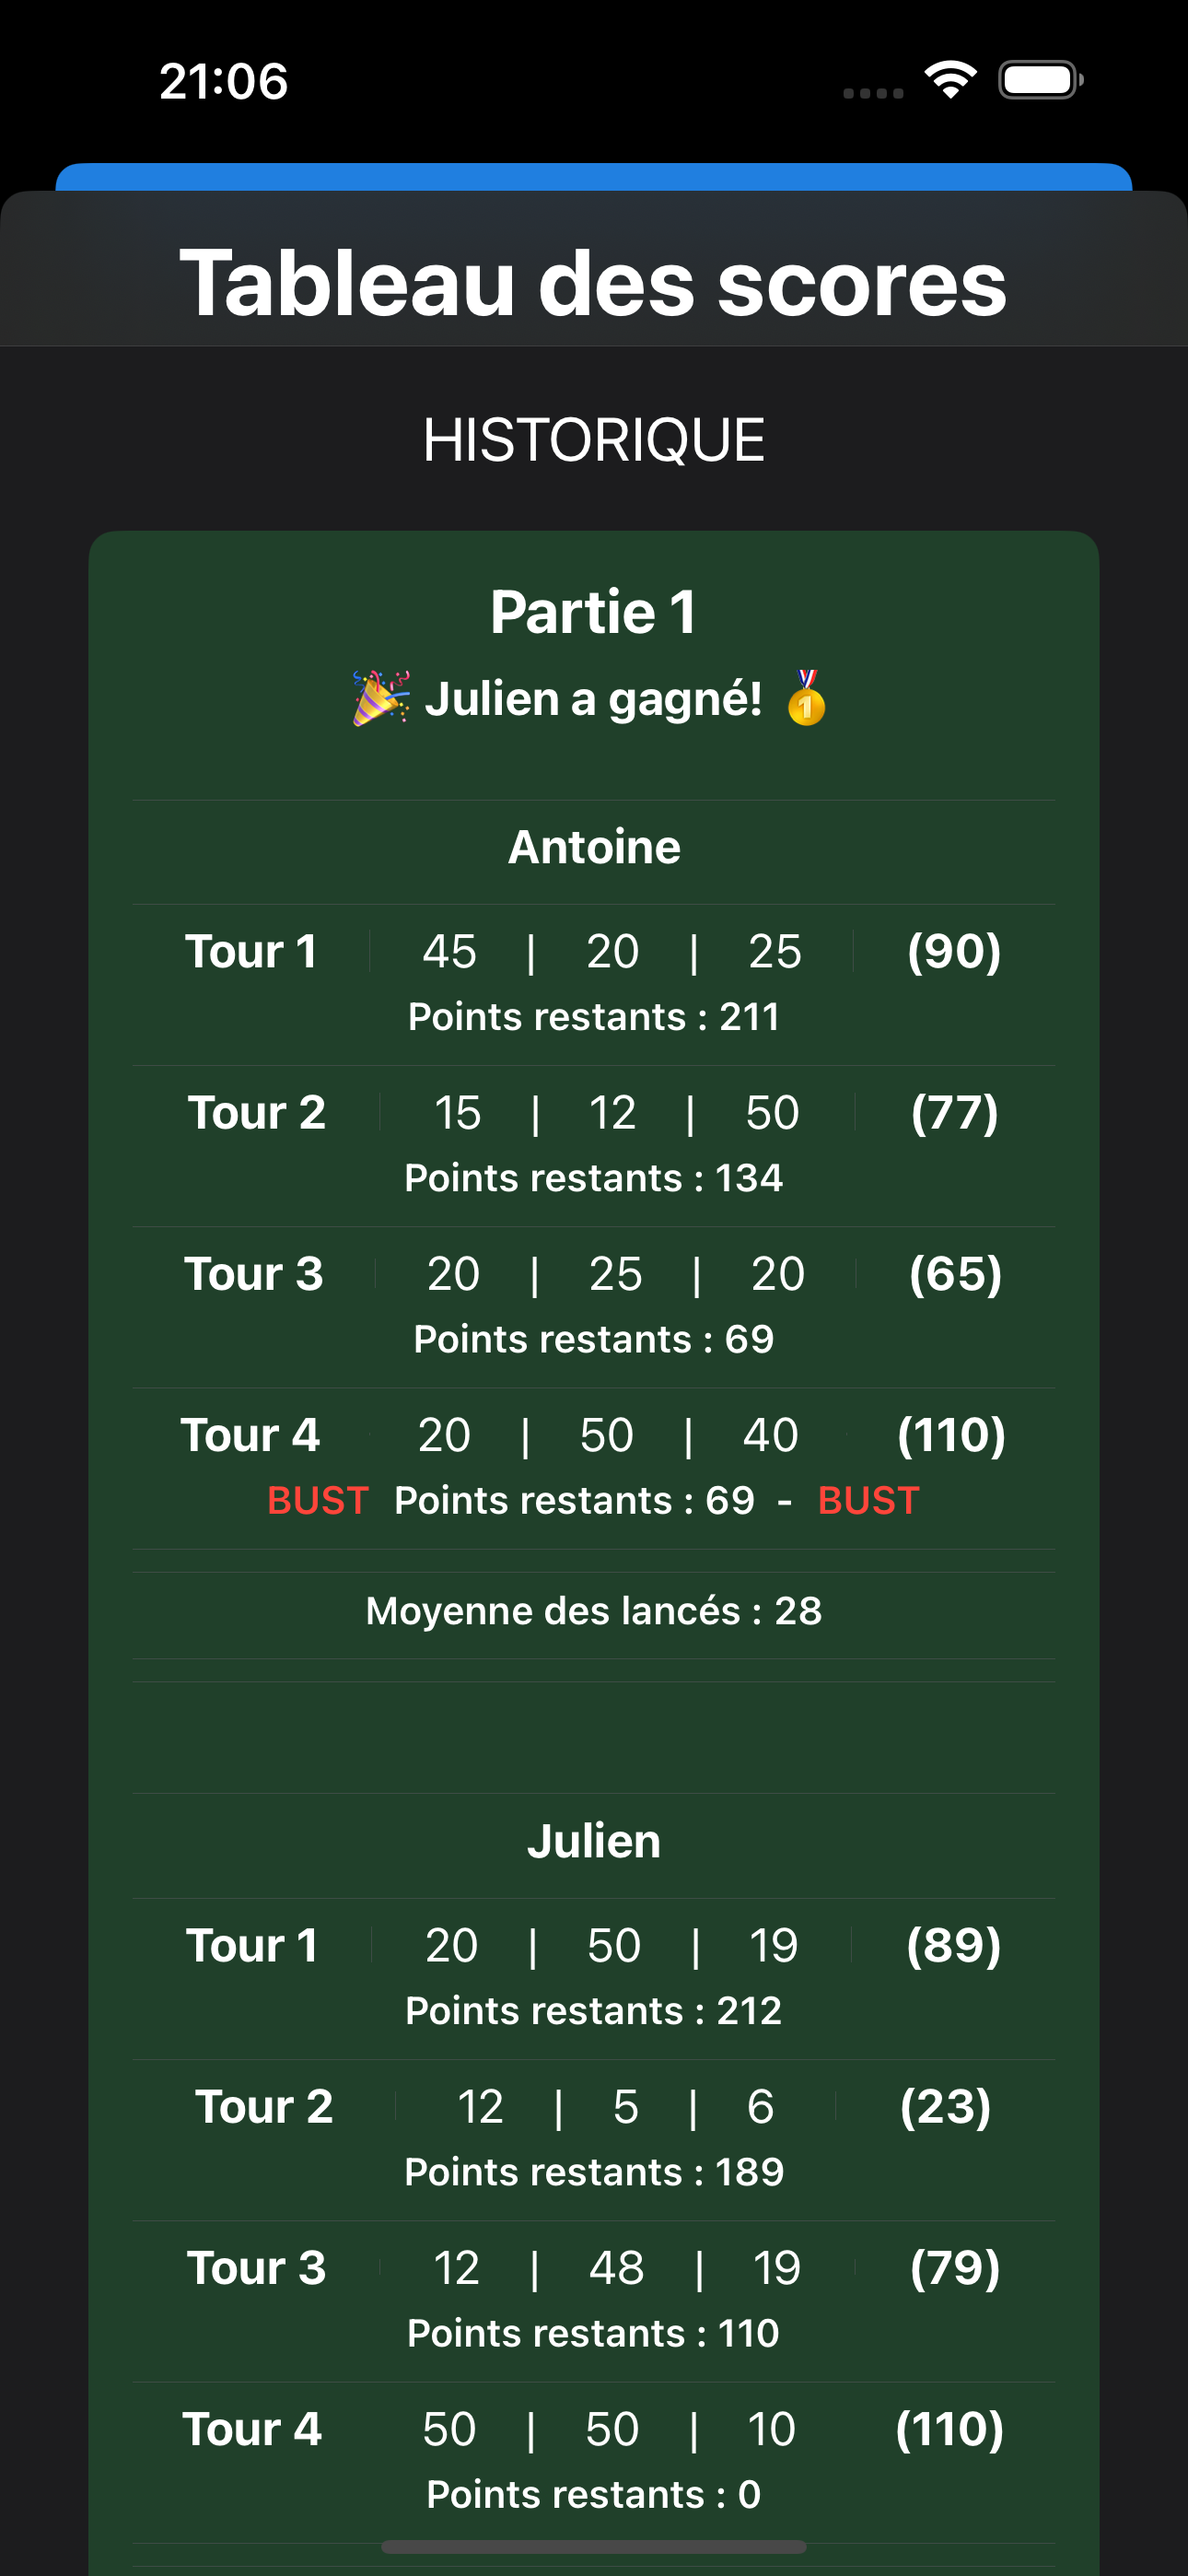 21:06
Tableau des scores
HISTORIQUE
Partie 1
🎉 Julien a gagné! 🥇
Antoine
Tour 1 45 | 20 | 25 (90)
Points restants : 211
Tour 2 15 | 12 | 50 (77)
Points restants : 134
Tour 3 20 | 25 | 20 (65)
Points restants : 69
Tour 4 20 | 50 | 40 (110)
BUST Points restants : 69 - BUST
Moyenne des lancés : 28
Julien
Tour 1 20 | 50 | 19 (89)
Points restants : 212
Tour 2 12 | 5 | 6 (23)
Points restants : 189
Tour 3 12 | 48 | 19 (79)
Points restants : 110
Tour 4 50 | 50 | 10 (110)
Points restants : 0